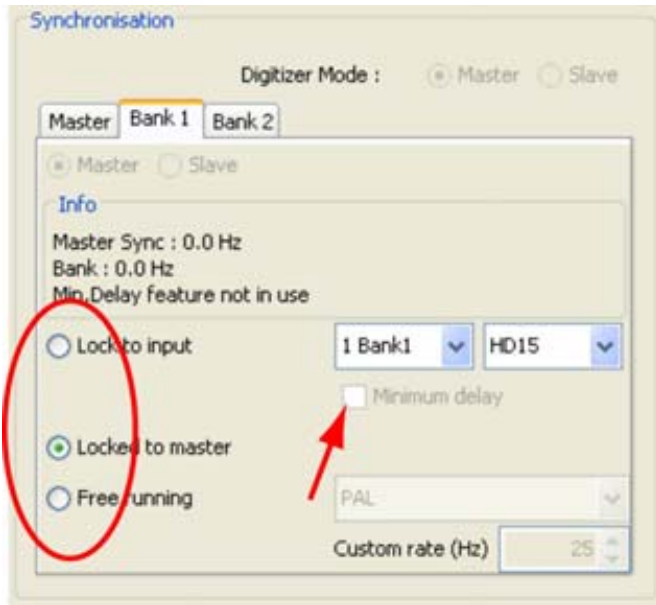 Synchronisation
Digitizer Mode : Master Slave
Master Bank 1 Bank 2
Master Slave
Info
Master Sync : 0.0 Hz
Bank : 0.0 Hz
Min.Delay feature not in use
Lock to input 1 Bank1 HD15
Minimum delay
Locked to master
Free running PAL
Custom rate (Hz) 25